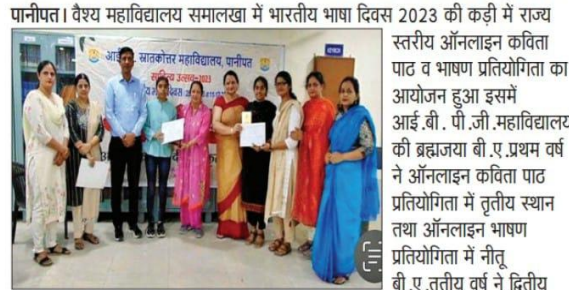 पानीपत। वैश्य महाविद्यालय समालखा में भारतीय भाषा दिवस 2023 की कड़ी में राज्य
स्तरीय ऑनलाइन कविता
पाठ व भाषण प्रतियोगिता का
आयोजन हुआ इसमें
आई.बी. पी.जी.महाविद्यालय
की ब्रह्मजया बी.ए.प्रथम वर्ष
ने ऑनलाइन कविता पाठ
प्रतियोगिता में तृतीय स्थान
तथा ऑनलाइन भाषण
प्रतियोगिता में नीतू
बी.ए.तृतीय वर्ष ने द्वितीय
स्नातकोत्तर महाविद्यालय, पानीपत